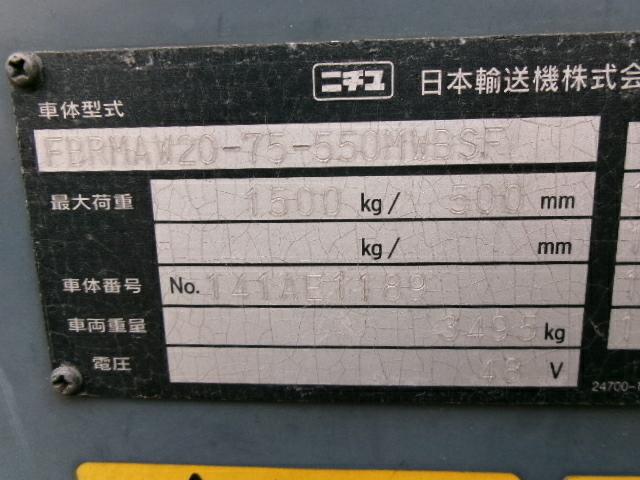 ニチユ 日本輸送機株式会
車体型式
FBRMAW20-75-550MWBSF
最大荷重 1500 kg/ 500 mm
kg/ mm
車体番号 No. 141AE1189
車両重量 3495 kg
電圧 48 V
24700-